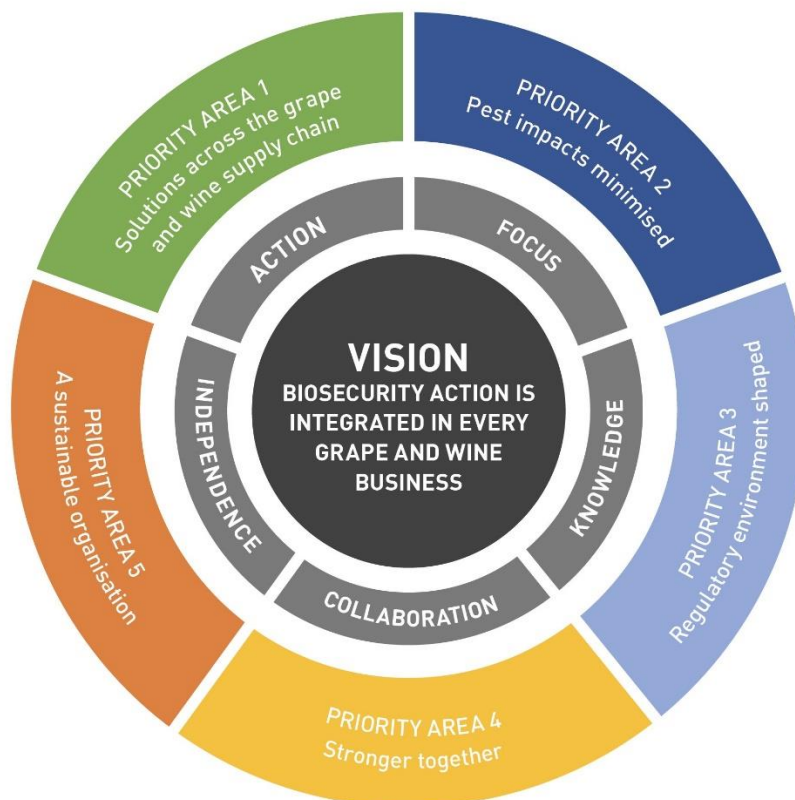 PRIORITY AREA 1
Solutions across the grape
and wine supply chain
PRIORITY AREA 2
Pest impacts minimised
PRIORITY AREA 3
Regulatory environment shaped
PRIORITY AREA 4
Stronger together
PRIORITY AREA 5
A sustainable organisation
ACTION
FOCUS
KNOWLEDGE
COLLABORATION
INDEPENDENCE
VISION
BIOSECURITY ACTION IS
INTEGRATED IN EVERY
GRAPE AND WINE
BUSINESS